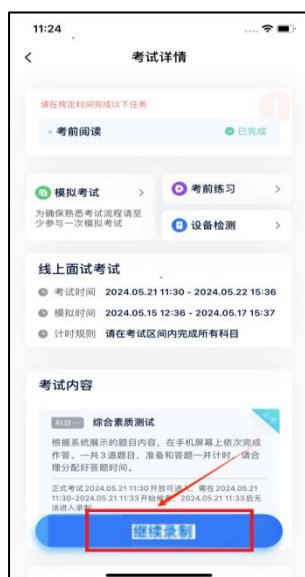 11:24
考试详情
请在规定时间完成以下任务
考前阅读
已完成
模拟考试
为确保熟悉考试流程请至
少参与一次模拟考试
考前练习
设备检测
线上面试考试
考试时间 2024.05.21 11:30 - 2024.05.22 15:36
模拟时间 2024.05.15 12:36 - 2024.05.17 15:37
计时规则 请在考试区间内完成所有科目
考试内容
科目一 综合素质测试
根据系统展示的题目内容，在手机屏幕上依次完成
作答。一共3道题目，准备和答题一并计时，请合
理分配好答题时间。
正式考试2024.05.21 11:30开放可进入，需在2024.05.21
11:30-2024.05.21 11:33开始候考，2024.05.21 11:33后无
法进入录制
继续录制